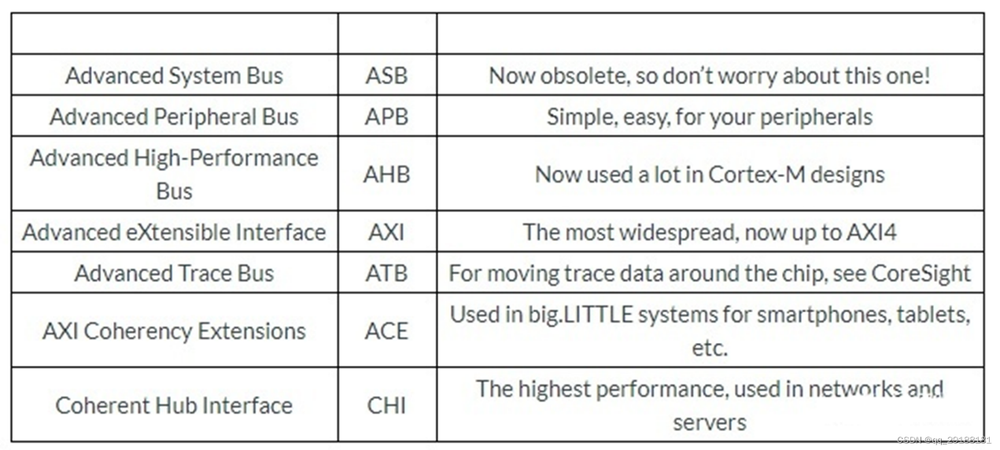 Advanced System Bus ASB Now obsolete, so don't worry about this one!
Advanced Peripheral Bus APB Simple, easy, for your peripherals
Advanced High-Performance
Bus
AHB Now used a lot in Cortex-M designs
Advanced eXtensible Interface AXI The most widespread, now up to AXI4
Advanced Trace Bus ATB For moving trace data around the chip, see CoreSight
AXI Coherency Extensions ACE Used in big.LITTLE systems for smartphones, tablets,
etc.
Coherent Hub Interface CHI The highest performance, used in networks and
servers